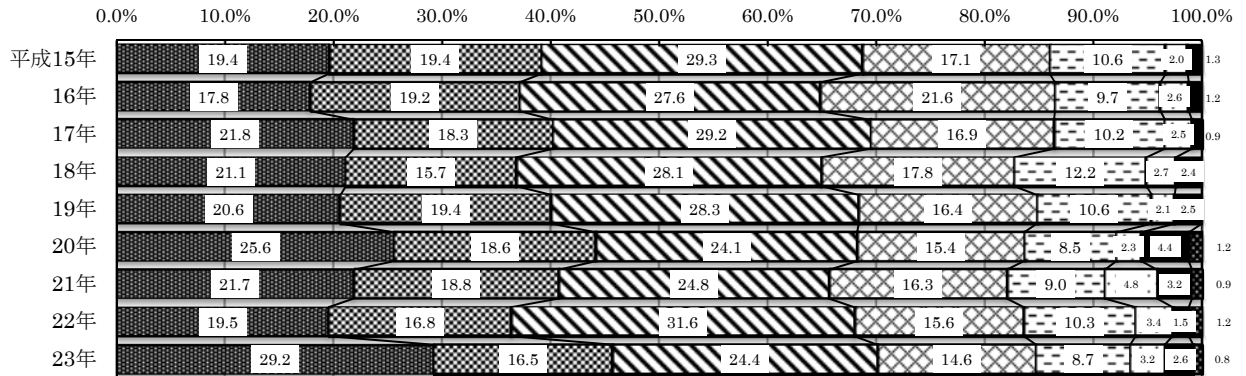 0.0% 10.0% 20.0% 30.0% 40.0% 50.0% 60.0% 70.0% 80.0% 90.0% 100.0%
平成15年 19.4 19.4 29.3 17.1 10.6 2.0 1.3
16年 17.8 19.2 27.6 21.6 9.7 2.6 1.2
17年 21.8 18.3 29.2 16.9 10.2 2.5 0.9
18年 21.1 15.7 28.1 17.8 12.2 2.7 2.4
19年 20.6 19.4 28.3 16.4 10.6 2.1 2.5
20年 25.6 18.6 24.1 15.4 8.5 2.3 4.4 1.2
21年 21.7 18.8 24.8 16.3 9.0 4.8 3.2 0.9
22年 19.5 16.8 31.6 15.6 10.3 3.4 1.5 1.2
23年 29.2 16.5 24.4 14.6 8.7 3.2 2.6 0.8